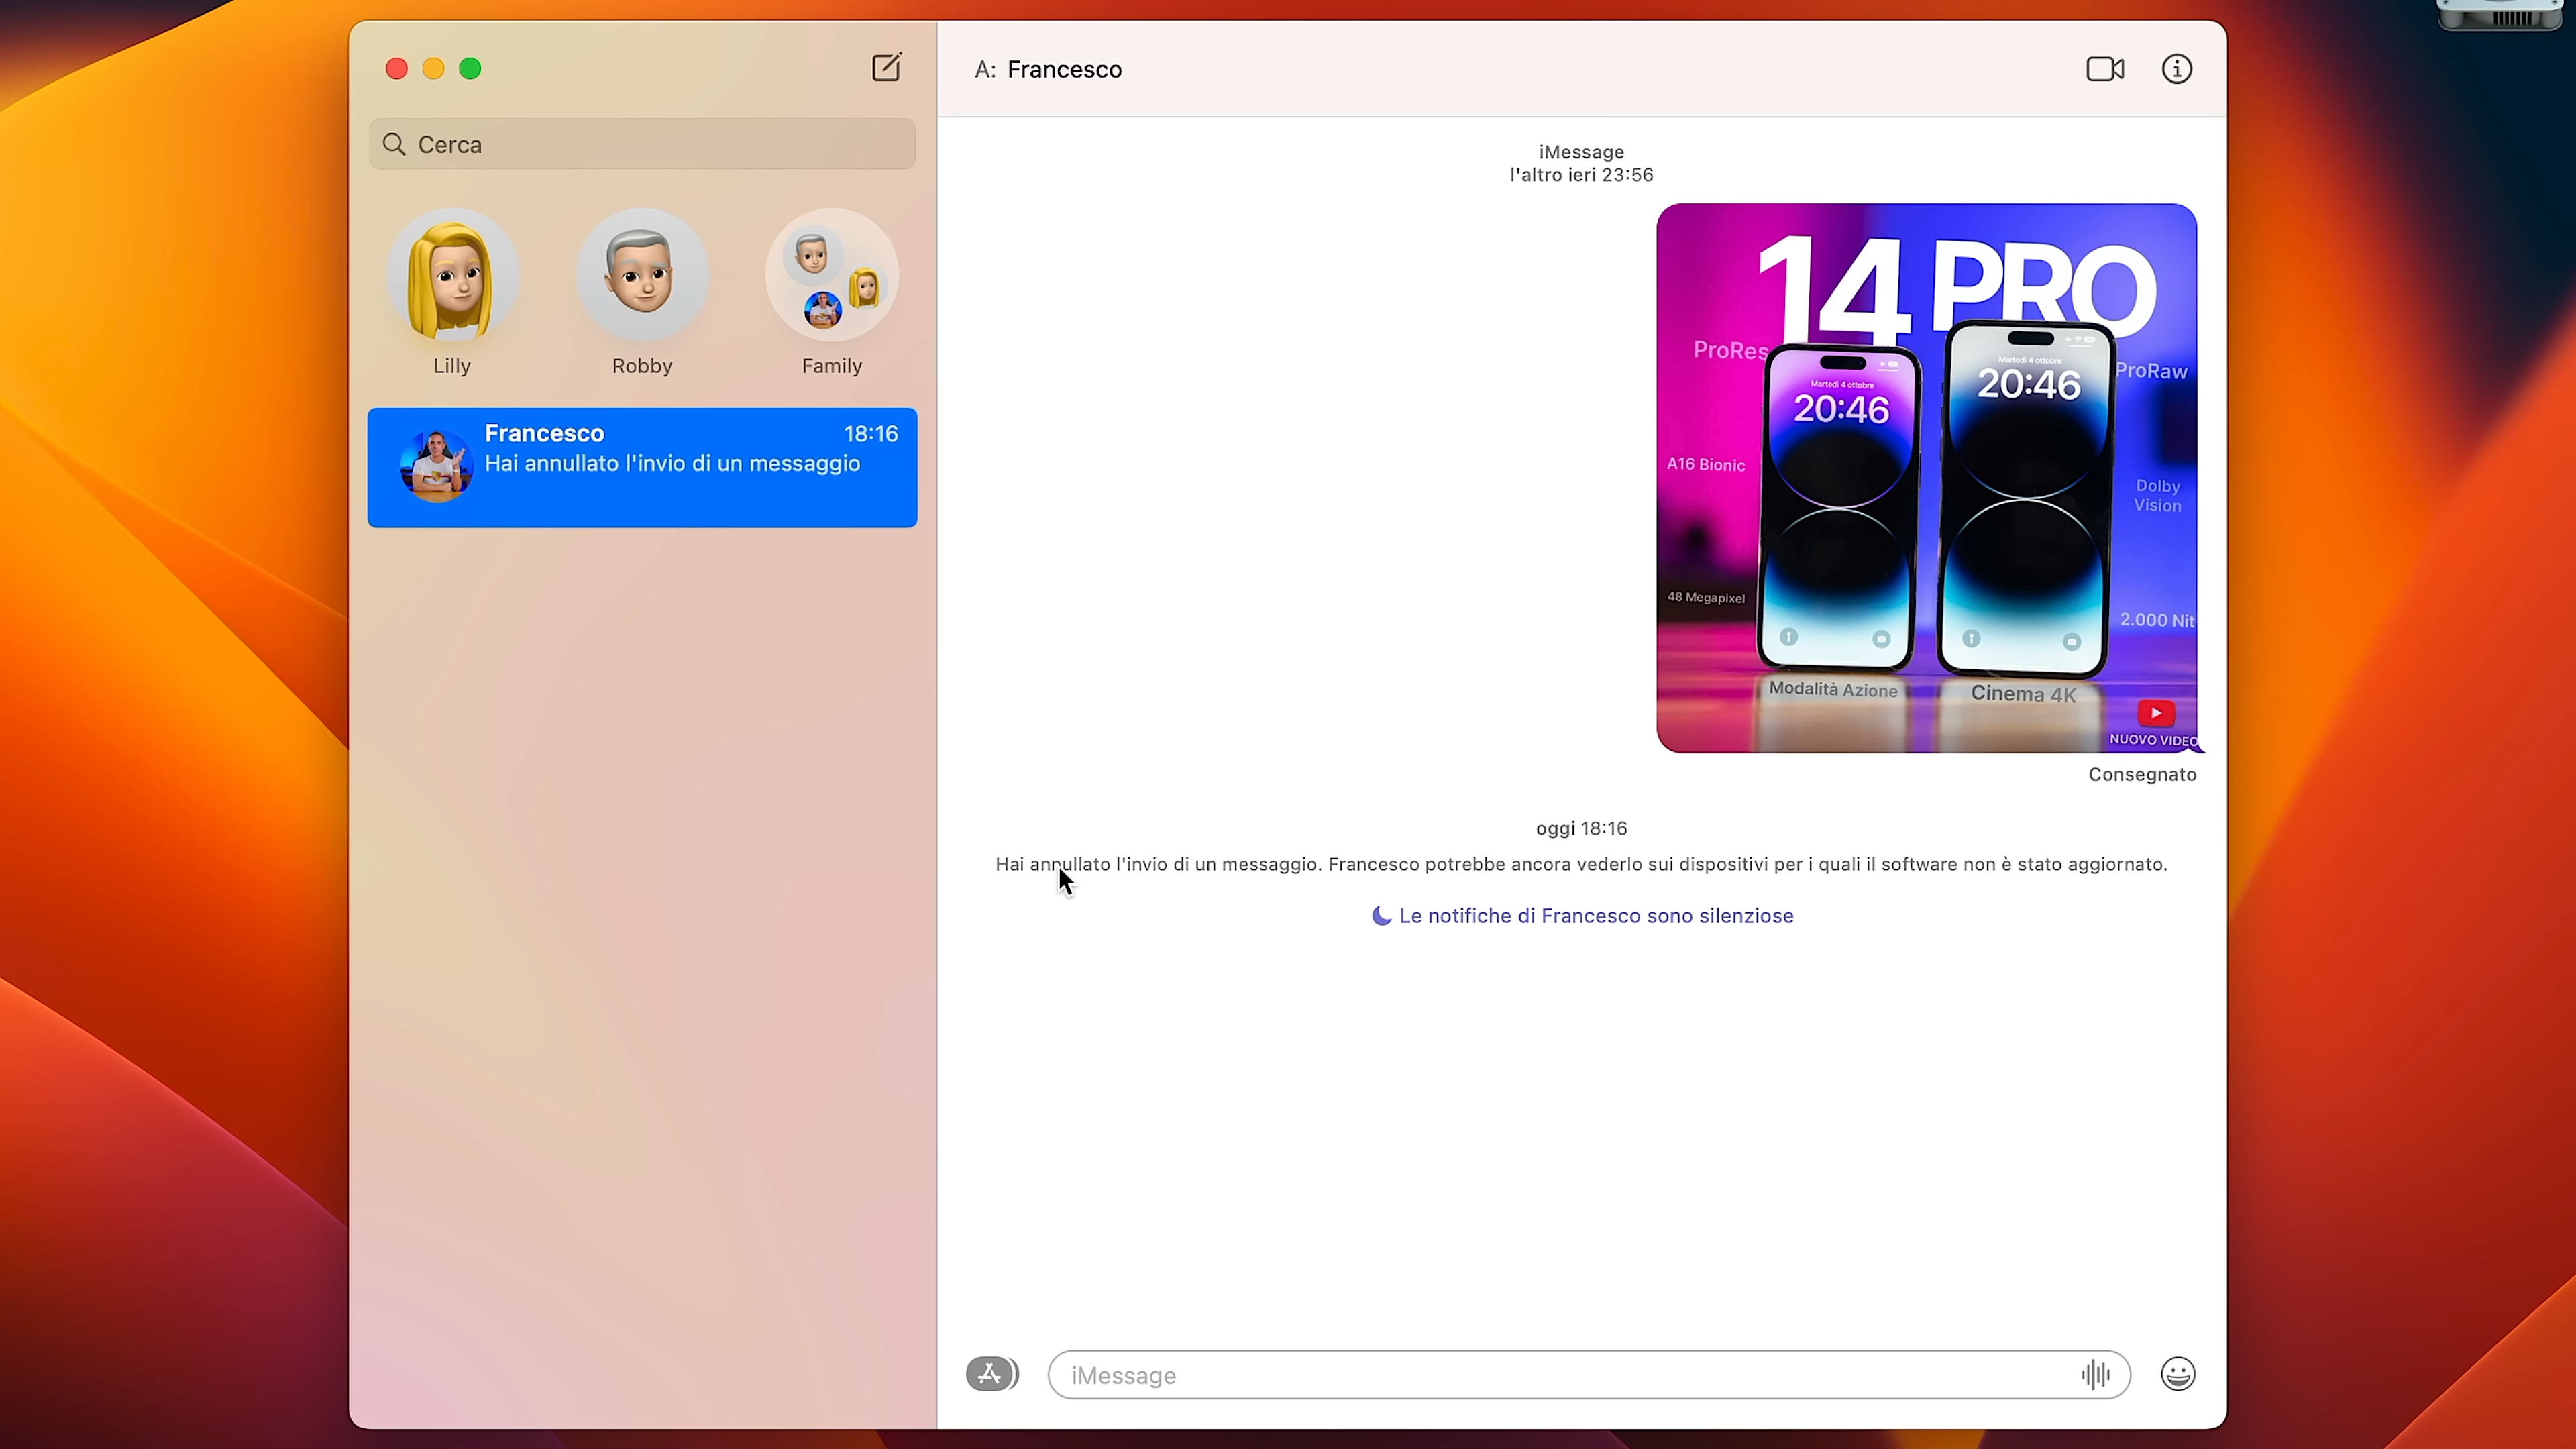 Cerca
Lilly
Robby
Family
Francesco 18:16
Hai annullato l'invio di un messaggio
A: Francesco
iMessage
l'altro ieri 23:56
14 PRO
ProRes
ProRaw
Martedì 4 ottobre
20:46
Martedì 4 ottobre
20:46
A16 Bionic
Dolby
Vision
48 Megapixel
2.000 Nit
Modalità Azione
Cinema 4K
NUOVO VIDEO
Consegnato
oggi 18:16
Hai annullato l'invio di un messaggio. Francesco potrebbe ancora vederlo sui dispositivi per i quali il software non è stato aggiornato.
Le notifiche di Francesco sono silenziose
iMessage